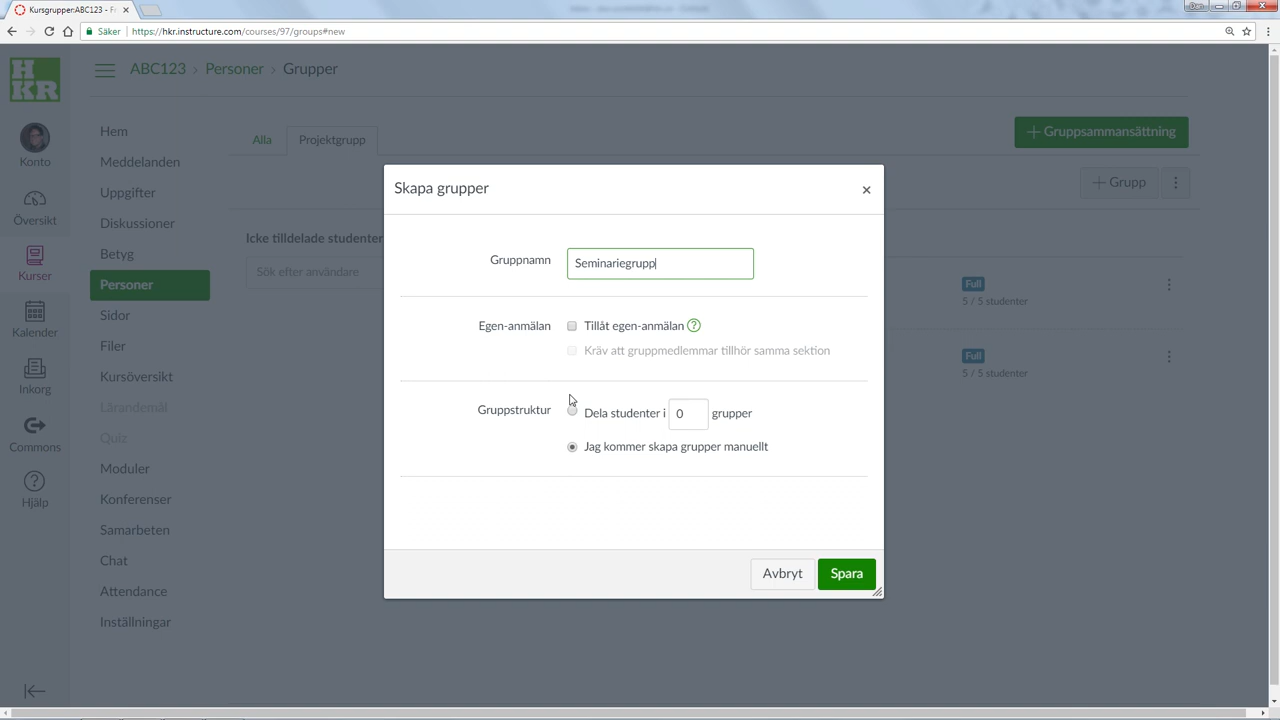 Kursgrupper: ABC123 - F
Dan
Säker https://hkr.instructure.com/courses/97/groups#new
H
KR
ABC123 › Personer › Grupper
Konto
Översikt
Kurser
Kalender
Inkorg
Commons
Hjälp
Hem
Meddelanden
Uppgifter
Diskussioner
Betyg
Personer
Sidor
Filer
Kursöversikt
Lärandemål
Quiz
Moduler
Konferenser
Samarbeten
Chat
Attendance
Inställningar
Alla
Projektgrupp
+ Gruppsammansättning
+ Grupp
Icke tilldelade studenter
Sök efter användare
Full
5 / 5 studenter
Full
5 / 5 studenter
Skapa grupper
×
Gruppnamn Seminariegrupp
Egen-anmälan Tillåt egen-anmälan ?
Kräv att gruppmedlemmar tillhör samma sektion
Gruppstruktur Dela studenter i 0 grupper
Jag kommer skapa grupper manuellt
Avbryt Spara